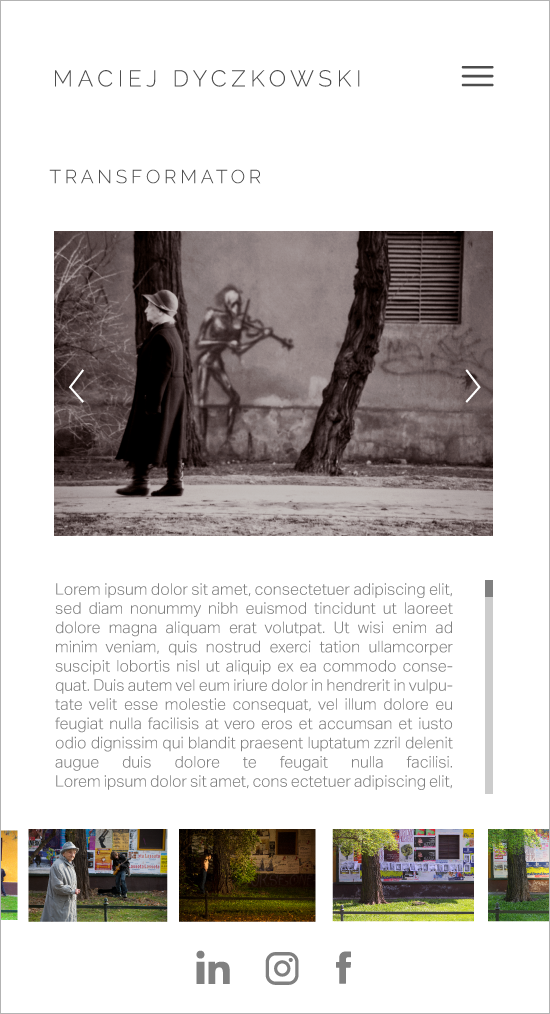 MACIEJ DYCZKOWSKI
TRANSFORMATOR
Lorem ipsum dolor sit amet, consectetuer adipiscing elit,
sed diam nonummy nibh euismod tincidunt ut laoreet
dolore magna aliquam erat volutpat. Ut wisi enim ad
minim veniam, quis nostrud exerci tation ullamcorper
suscipit lobortis nisl ut aliquip ex ea commodo conse-
quat. Duis autem vel eum iriure dolor in hendrerit in vulpu-
tate velit esse molestie consequat, vel illum dolore eu
feugiat nulla facilisis at vero eros et accumsan et iusto
odio dignissim qui blandit praesent luptatum zzril delenit
augue duis dolore te feugait nulla facilisi.
Lorem ipsum dolor sit amet, cons ectetuer adipiscing elit,
in
f